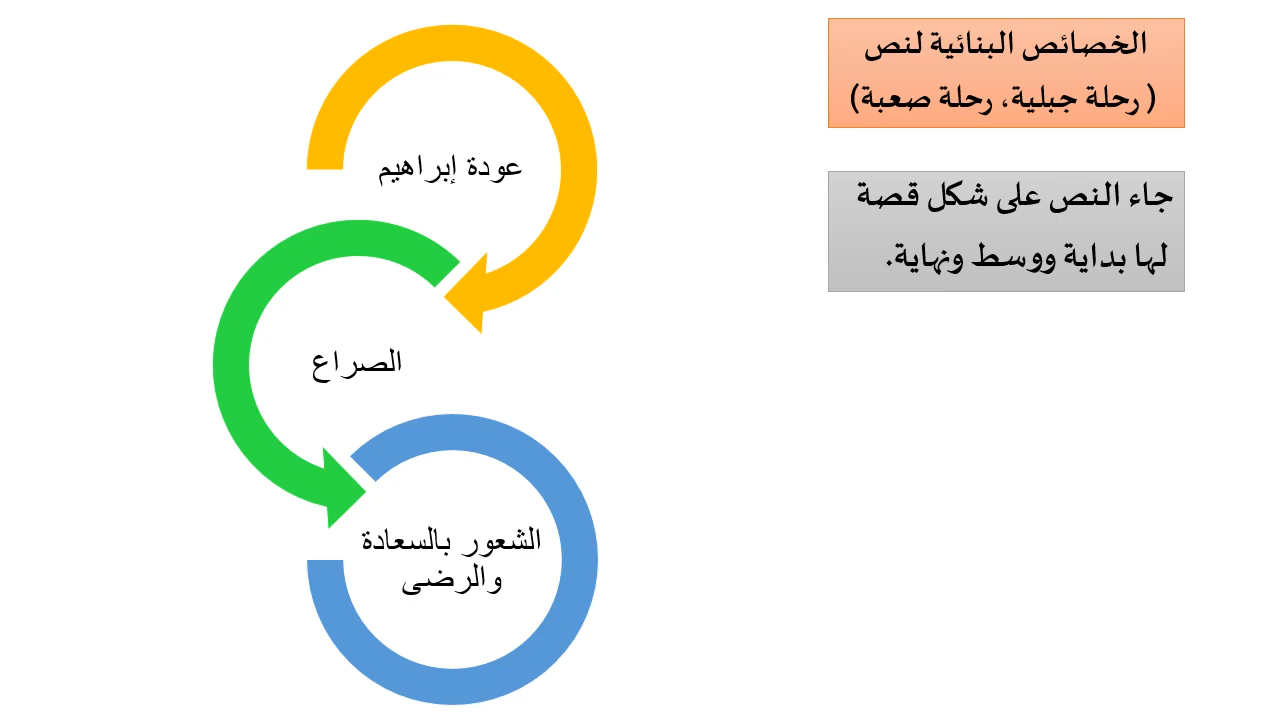 الخصائص البنائية لنص
( رحلة جبلية، رحلة صعبة)
جاء النص على شكل قصة
لها بداية ووسط ونهاية.
عودة إبراهيم
الصراع
الشعور بالسعادة
والرضى